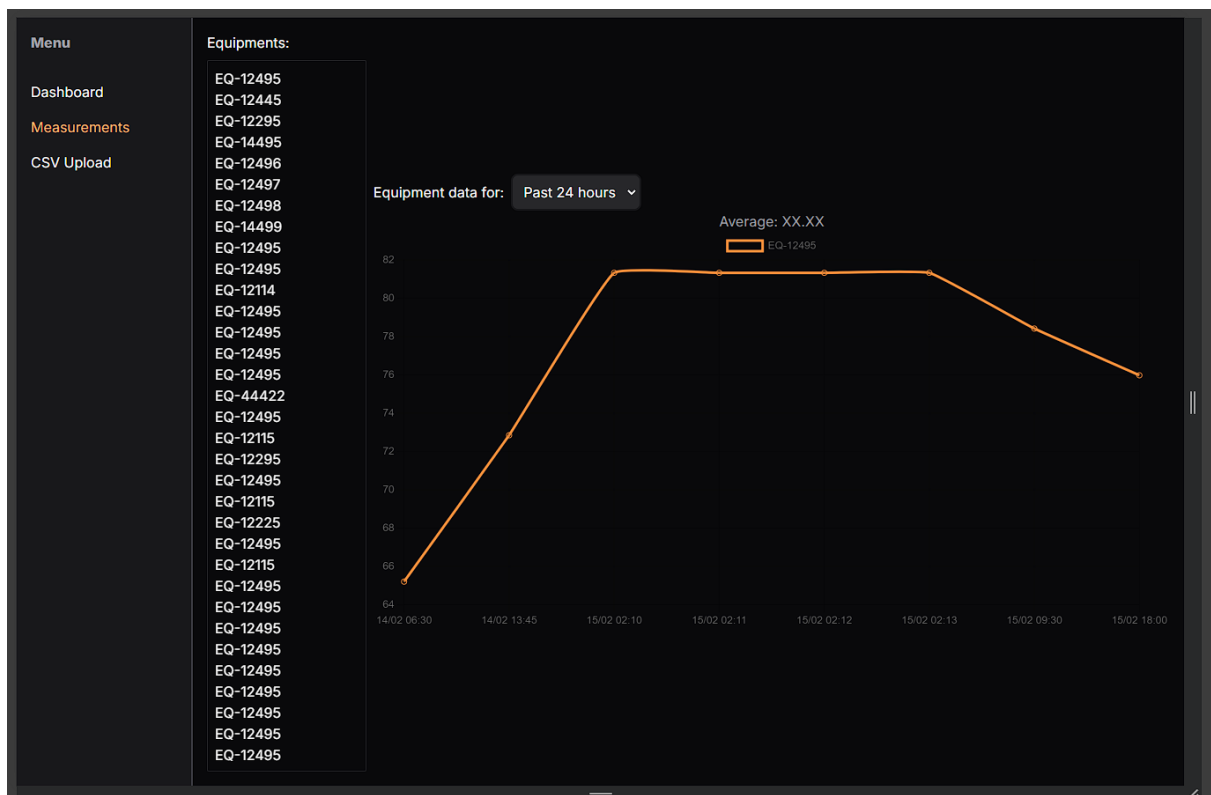 Menu
Dashboard
Measurements
CSV Upload
Equipments:
EQ-12495
EQ-12445
EQ-12295
EQ-14495
EQ-12496
EQ-12497
EQ-12498
EQ-14499
EQ-12495
EQ-12495
EQ-12114
EQ-12495
EQ-12495
EQ-12495
EQ-12495
EQ-44422
EQ-12495
EQ-12115
EQ-12295
EQ-12495
EQ-12115
EQ-12225
EQ-12495
EQ-12115
EQ-12495
EQ-12495
EQ-12495
EQ-12495
EQ-12495
EQ-12495
EQ-12495
EQ-12495
EQ-12495
Equipment data for: Past 24 hours
Average: XX.XX
EQ-12495
82
80
78
76
74
72
70
68
66
64
14/02 06:30 14/02 13:45 15/02 02:10 15/02 02:11 15/02 02:12 15/02 02:13 15/02 09:30 15/02 18:00